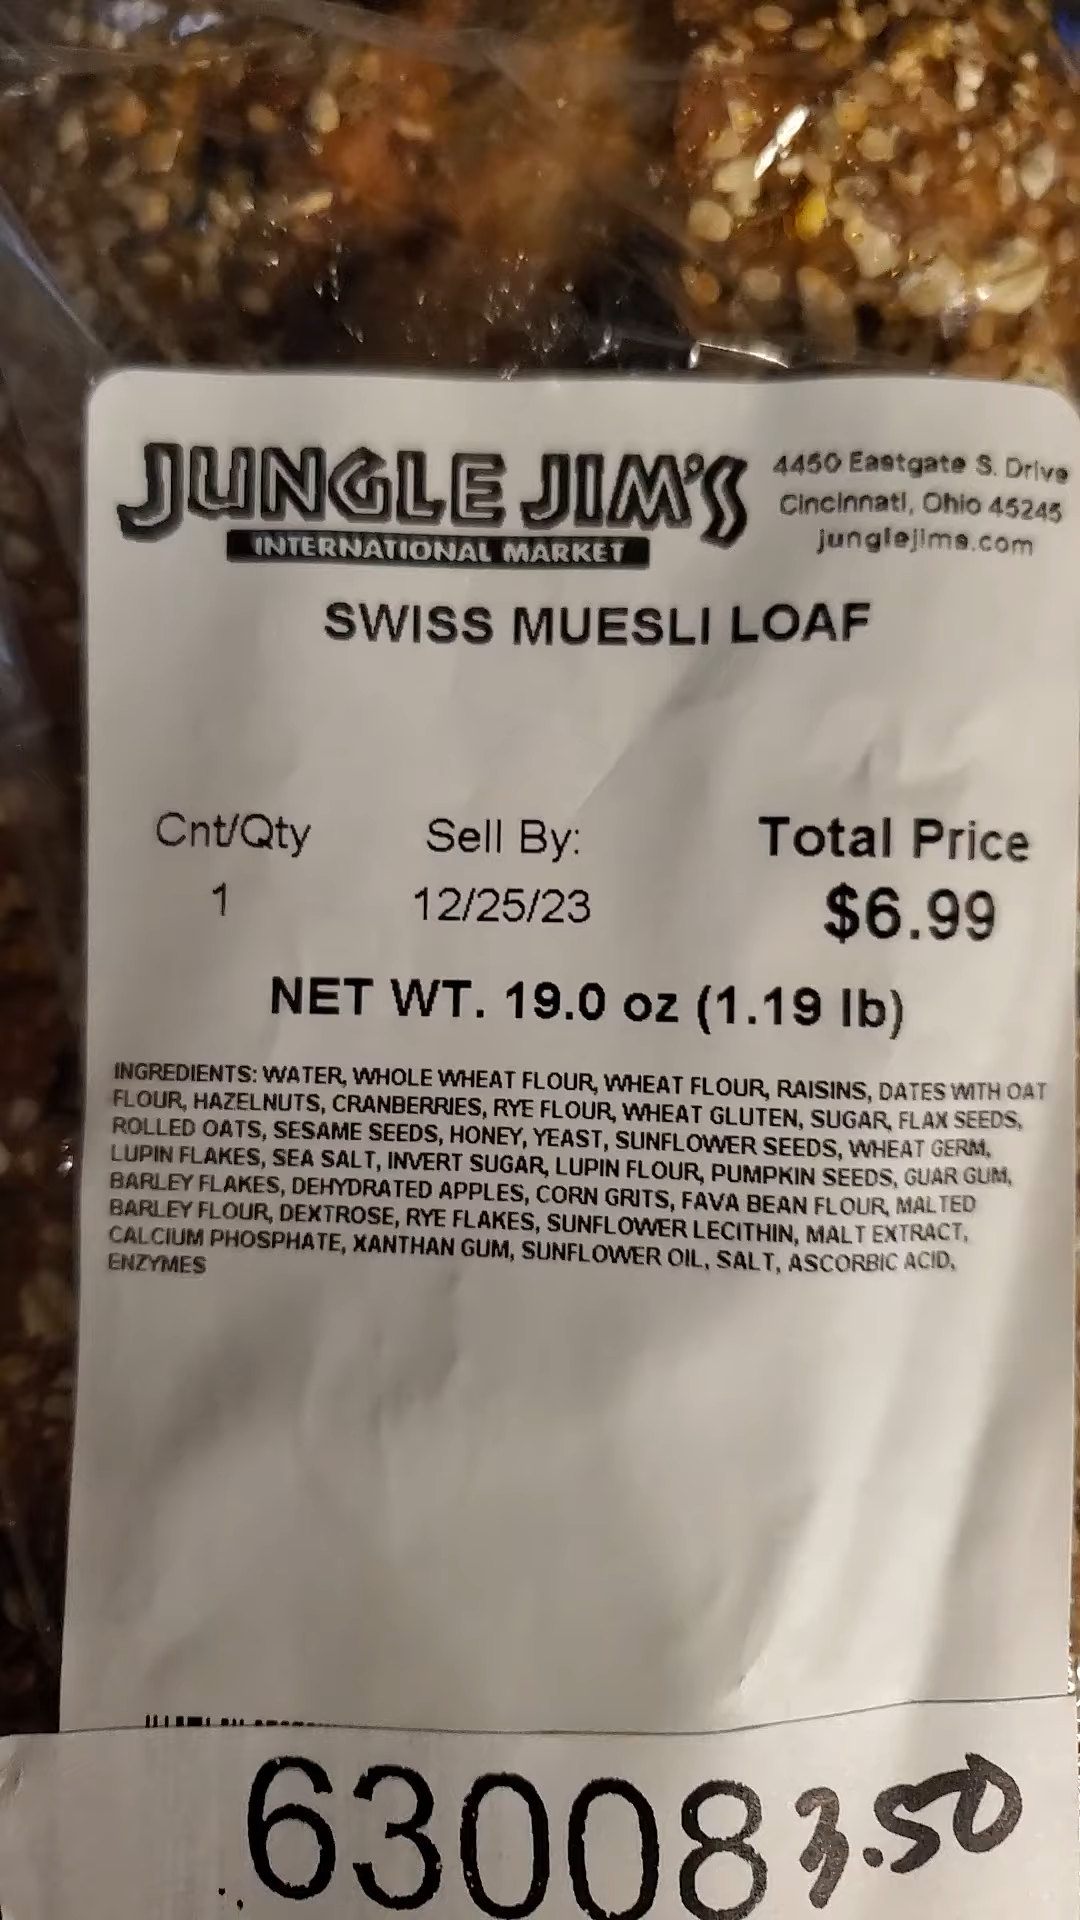 JUNGLE JIM'S
INTERNATIONAL MARKET
4450 Eastgate S. Drive
Cincinnati, Ohio 45245
junglejims.com
SWISS MUESLI LOAF
Cnt/Qty
1
Sell By:
12/25/23
Total Price
$6.99
NET WT. 19.0 oz (1.19 lb)
INGREDIENTS: WATER, WHOLE WHEAT FLOUR, WHEAT FLOUR, RAISINS, DATES WITH OAT
FLOUR, HAZELNUTS, CRANBERRIES, RYE FLOUR, WHEAT GLUTEN, SUGAR, FLAX SEEDS,
ROLLED OATS, SESAME SEEDS, HONEY, YEAST, SUNFLOWER SEEDS, WHEAT GERM,
LUPIN FLAKES, SEA SALT, INVERT SUGAR, LUPIN FLOUR, PUMPKIN SEEDS, GUAR GUM,
BARLEY FLAKES, DEHYDRATED APPLES, CORN GRITS, FAVA BEAN FLOUR, MALTED
BARLEY FLOUR, DEXTROSE, RYE FLAKES, SUNFLOWER LECITHIN, MALT EXTRACT,
CALCIUM PHOSPHATE, XANTHAN GUM, SUNFLOWER OIL, SALT, ASCORBIC ACID,
ENZYMES
63008 3.50